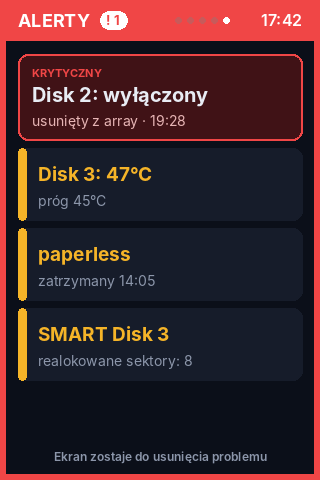 ALERTY ! 1 17:42
KRYTYCZNY
Disk 2: wyłączony
usunięty z array · 19:28
Disk 3: 47°C
próg 45°C
paperless
zatrzymany 14:05
SMART Disk 3
realokowane sektory: 8
Ekran zostaje do usunięcia problemu